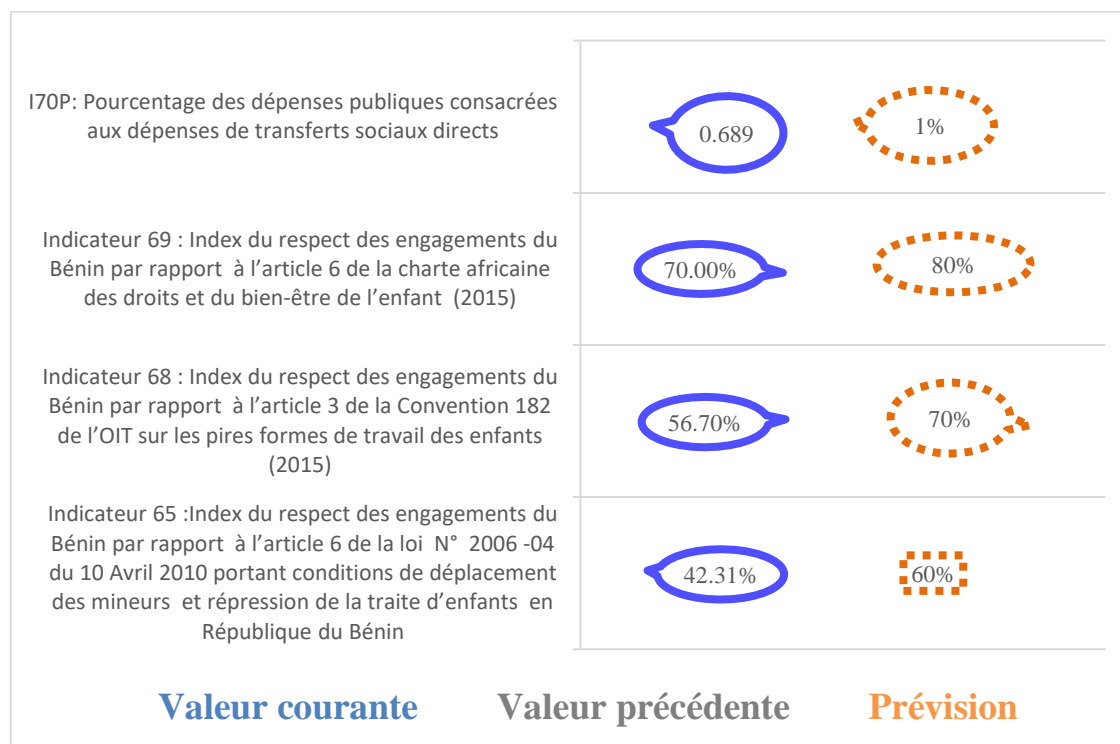 I70P: Pourcentage des dépenses publiques consacrées
aux dépenses de transferts sociaux directs
0.689
1%
Indicateur 69 : Index du respect des engagements du
Bénin par rapport à l’article 6 de la charte africaine
des droits et du bien-être de l’enfant (2015)
70.00%
80%
Indicateur 68 : Index du respect des engagements du
Bénin par rapport à l’article 3 de la Convention 182
de l’OIT sur les pires formes de travail des enfants
(2015)
56.70%
70%
Indicateur 65 :Index du respect des engagements du
Bénin par rapport à l’article 6 de la loi N° 2006 -04
du 10 Avril 2010 portant conditions de déplacement
des mineurs et répression de la traite d’enfants en
République du Bénin
42.31%
60%
Valeur courante Valeur précédente Prévision